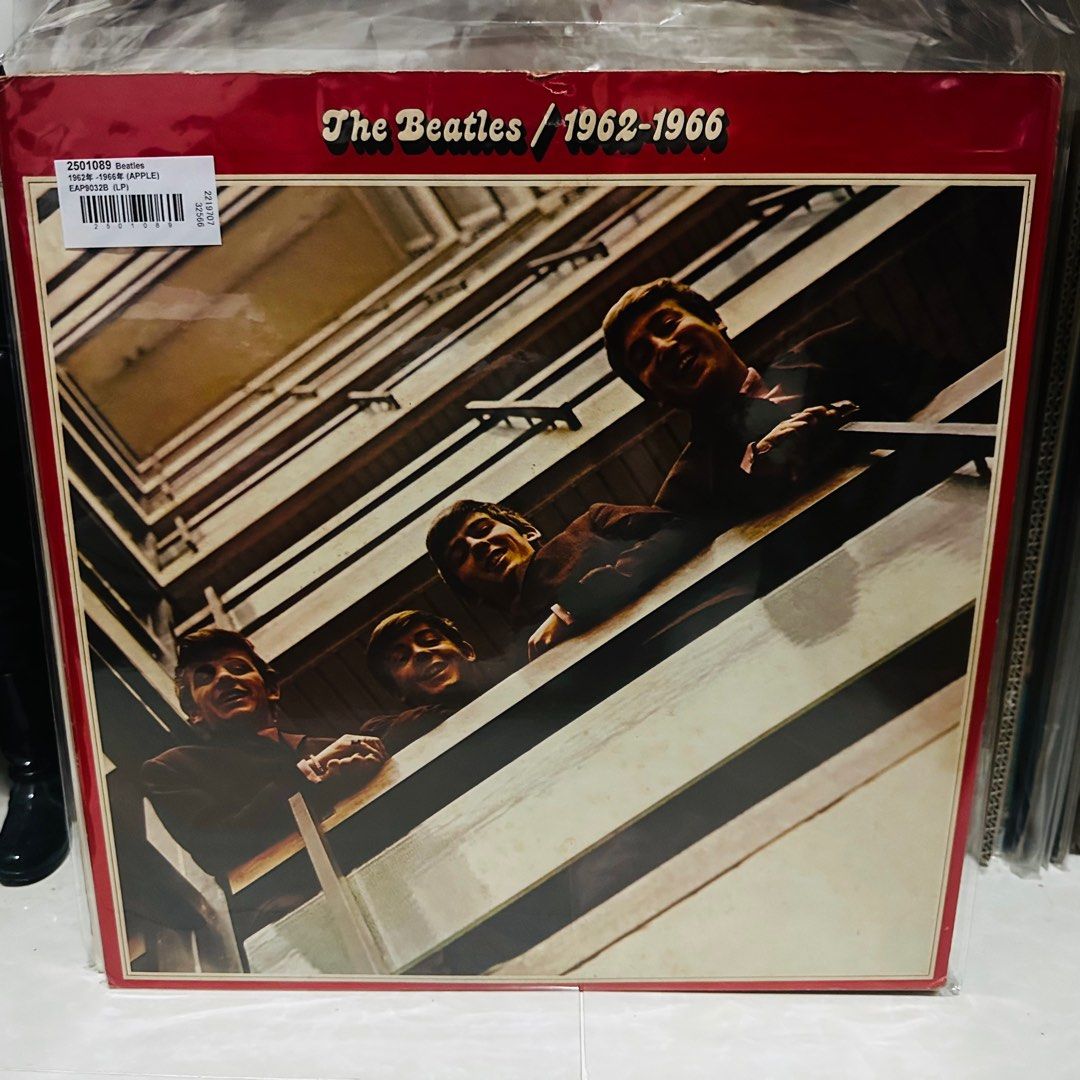 The Beatles / 1962-1966
2501089 Beatles
1962年 -1966年 (APPLE)
EAP9032B (LP)
2501089
2219707
32566